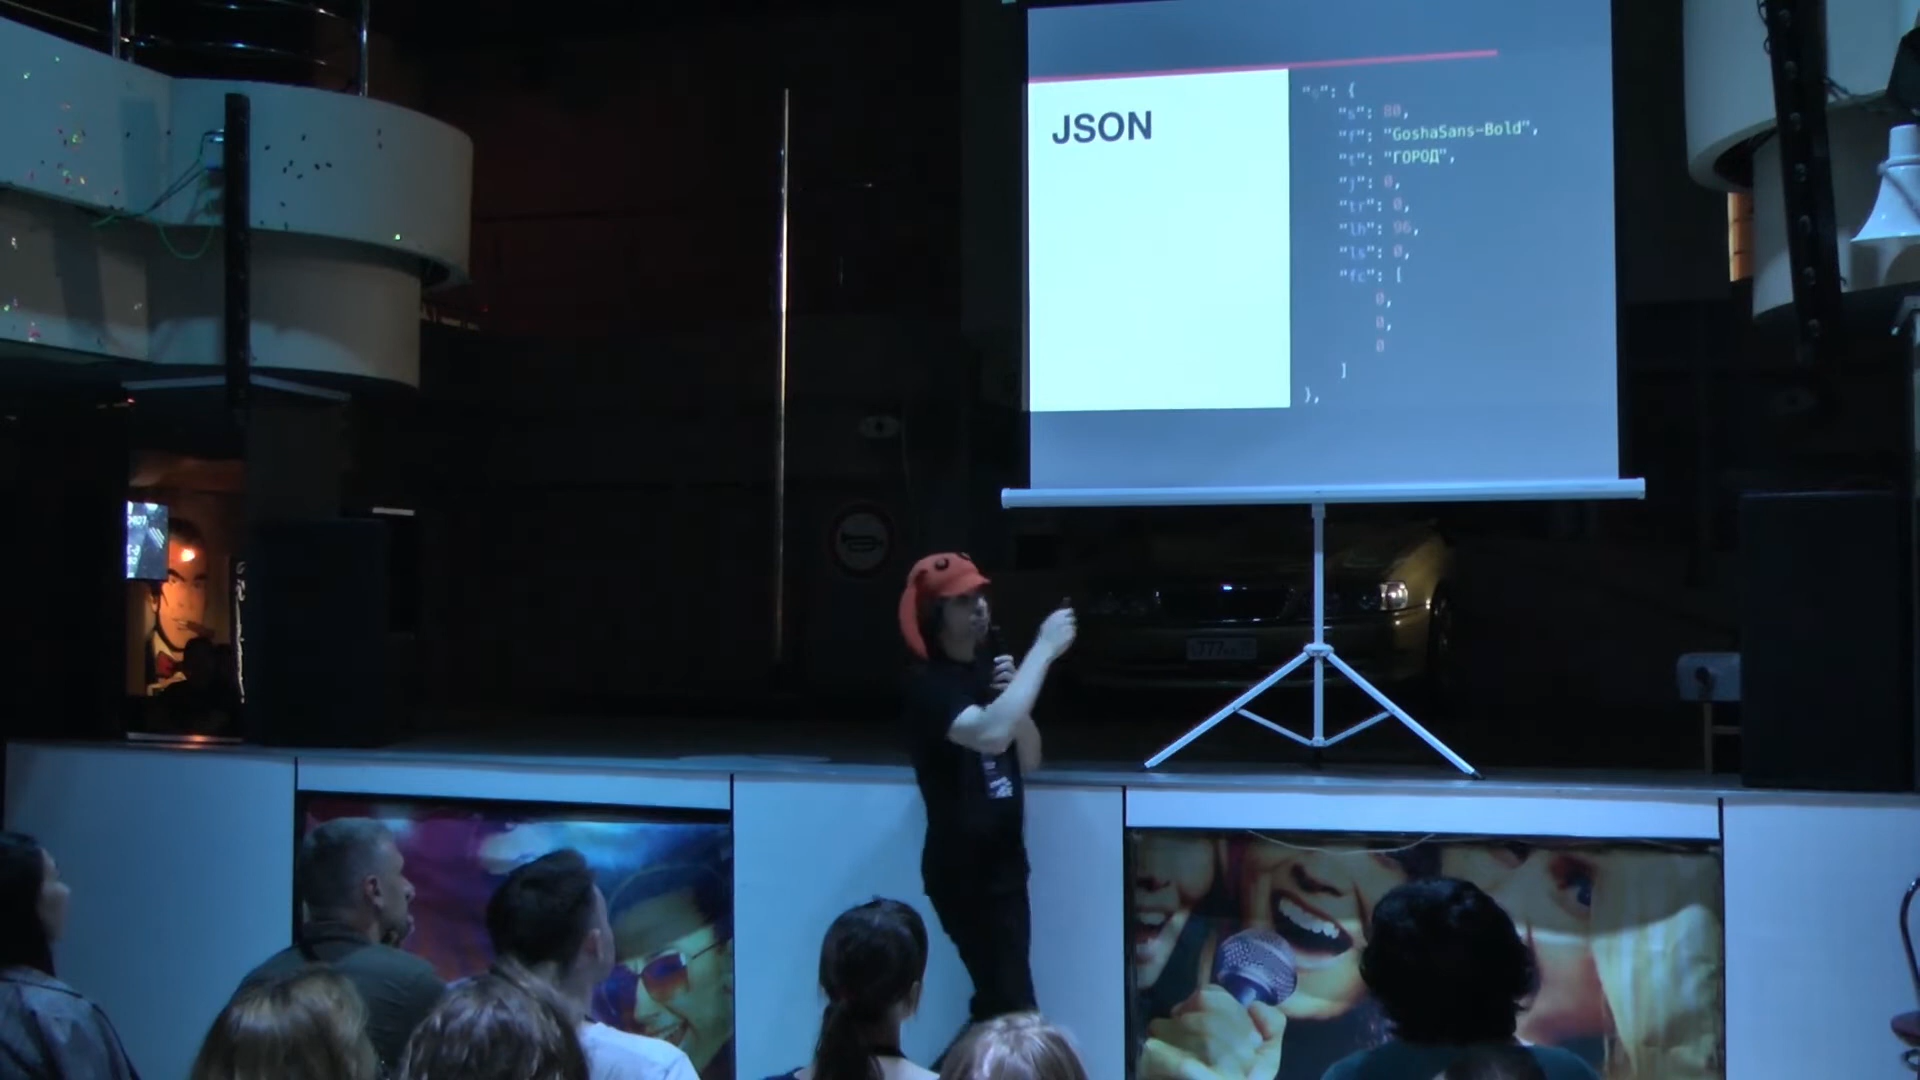 JSON
"s": 80,
"f": "GoshaSans-Bold",
"t": "ГОРОД",
"j": 0,
"tr": 0,
"lh": 96,
"ls": 0,
"fc": [
0,
0,
0
]
},